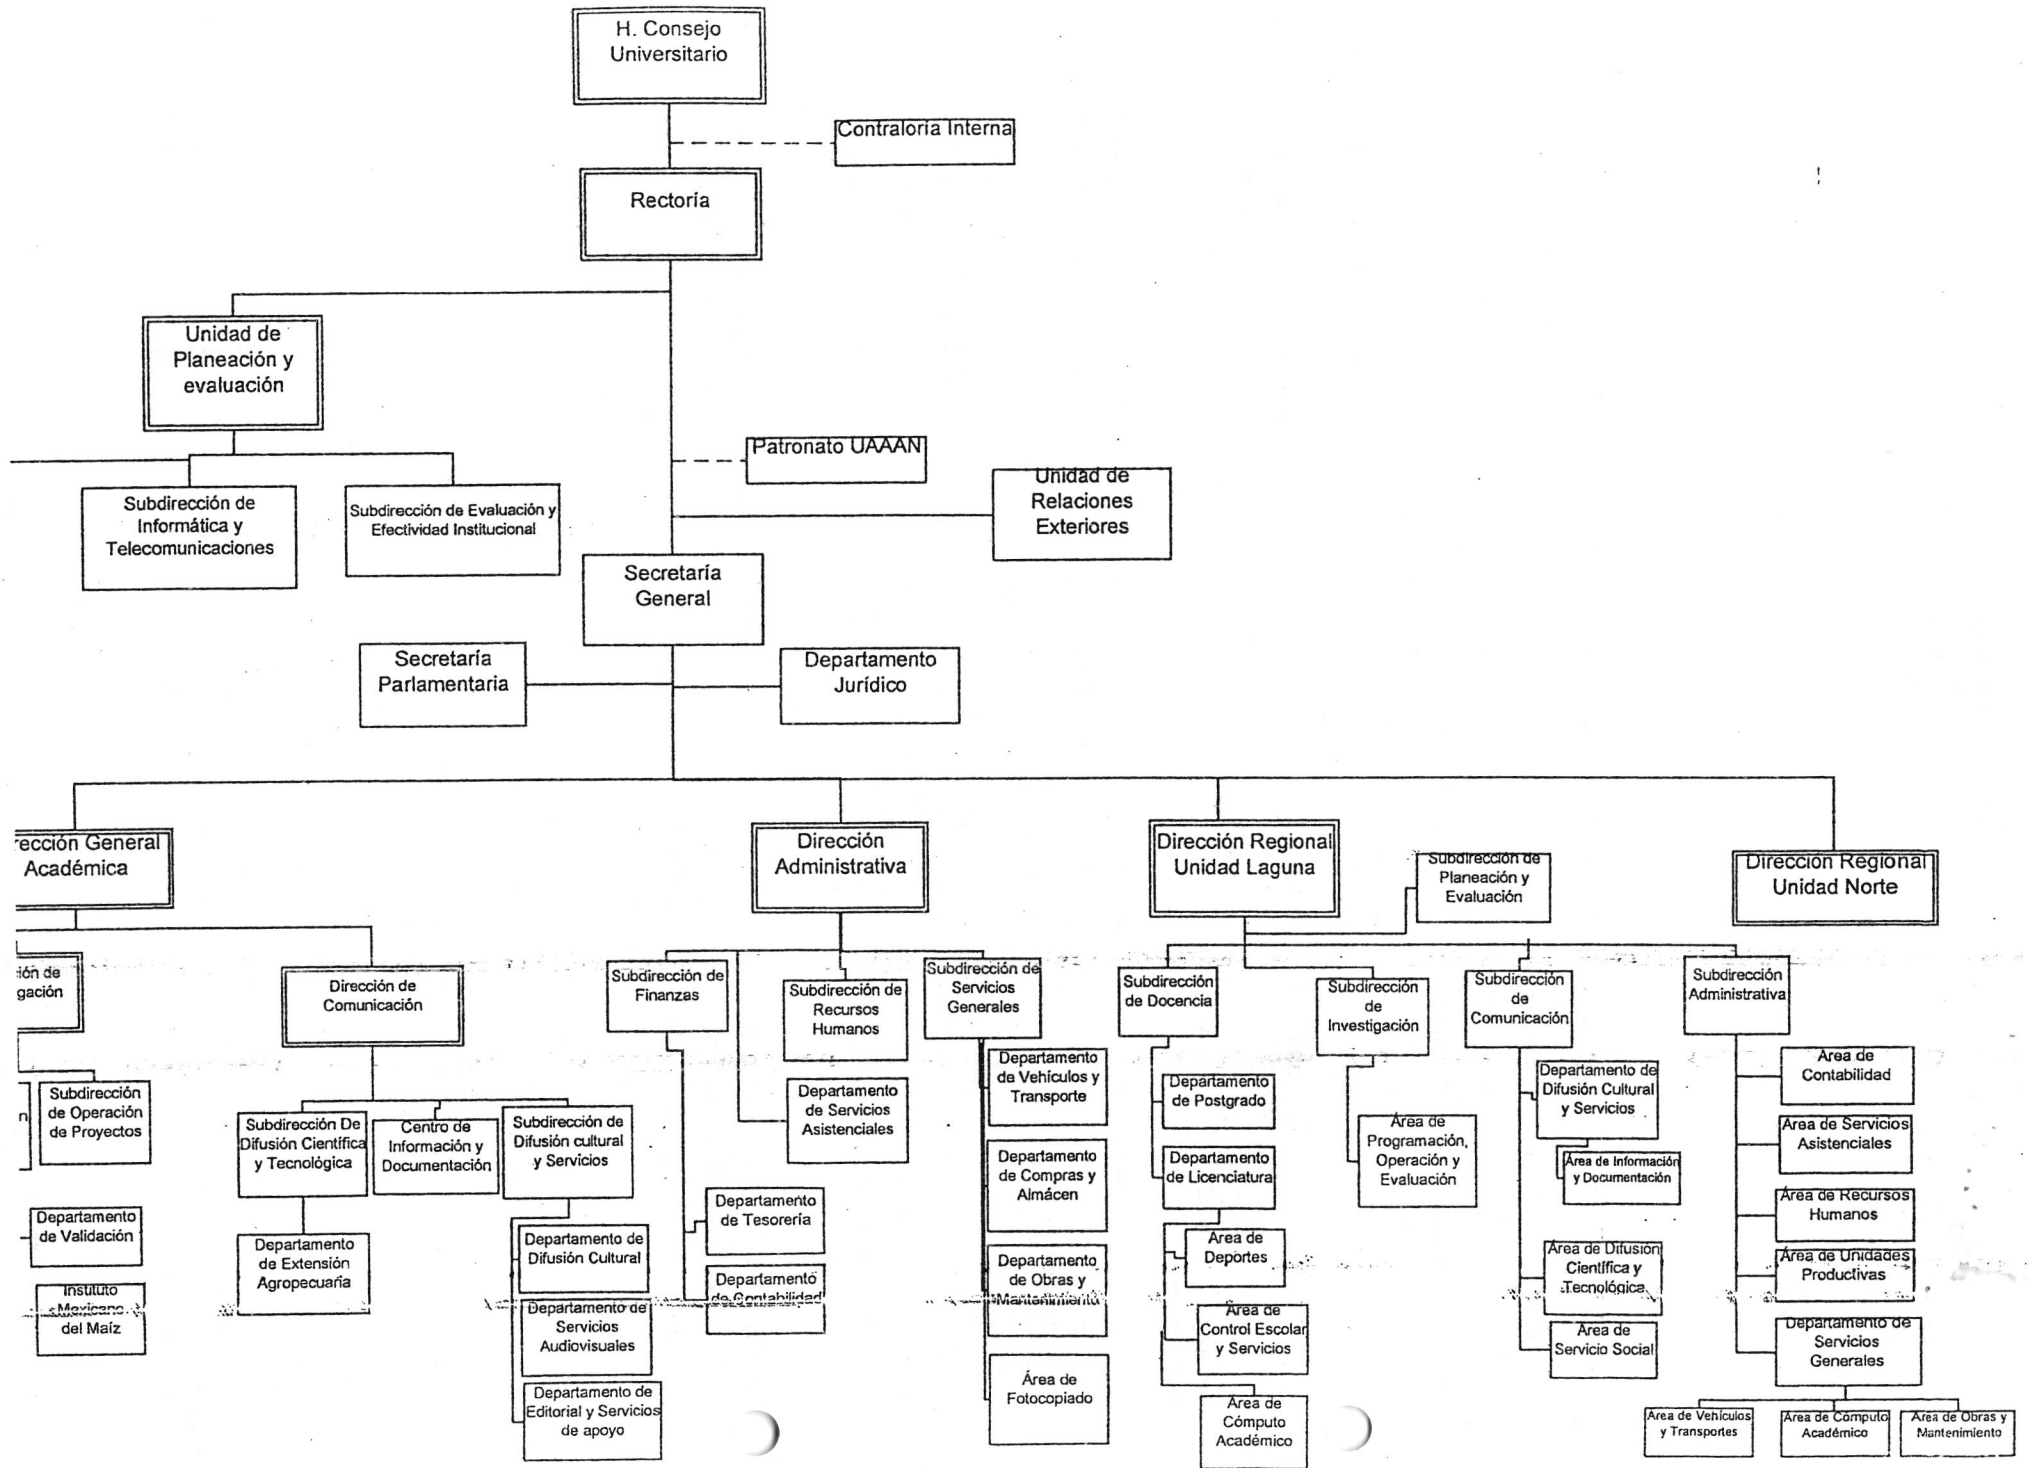 H. Consejo
Universitario
Contraloría Interna
Rectoría
Unidad de
Planeación y
evaluación
Patronato UAAAN
Unidad de
Relaciones
Exteriores
Subdirección de
Informática y
Telecomunicaciones
Subdirección de Evaluación y
Efectividad Institucional
Secretaría
General
Secretaría
Parlamentaria
Departamento
Jurídico
rección General
Académica
Dirección
Administrativa
Dirección Regional
Unidad Laguna
Subdirección de
Planeación y
Evaluación
Dirección Regional
Unidad Norte
ión de
gación
Dirección de
Comunicación
Subdirección de
Finanzas
Subdirección de
Recursos
Humanos
Subdirección de
Servicios
Generales
Subdirección
de Docencia
Subdirección
de
Investigación
Subdirección
de
Comunicación
Subdirección
Administrativa
n
Subdirección
de Operación
de Proyectos
Subdirección De
Difusión Científica
y Tecnológica
Centro de
Información y
Documentación
Subdirección de
Difusión cultural
y Servicios
Departamento
de Servicios
Asistenciales
Departamento
de Vehículos y
Transporte
Departamento
de Postgrado
Área de
Programación,
Operación y
Evaluación
Departamento de
Difusión Cultural
y Servicios
Área de
Contabilidad
Departamento
de Compras y
Almácen
Departamento
de Licenciatura
Área de Información
y Documentación
Área de Servicios
Asistenciales
Departamento
de Validación
Departamento
de Extensión
Agropecuaria
Departamento de
Difusión Cultural
Departamento
de Tesorería
Departamento
de Obras y
Mantenimiento
Área de
Deportes
Área de Difusión
Científica y
Tecnológica
Área de Recursos
Humanos
Área de Unidades
Productivas
Instituto
Mexicano
del Maíz
Departamento de
Servicios
Audiovisuales
Departamento
de Contabilidad
Área de
Control Escolar
y Servicios
Área de
Servicio Social
Departamento de
Servicios
Generales
Departamento de
Editorial y Servicios
de apoyo
Área de
Fotocopiado
Área de
Cómputo
Académico
Área de Vehículos
y Transportes
Área de Cómputo
Académico
Área de Obras y
Mantenimiento